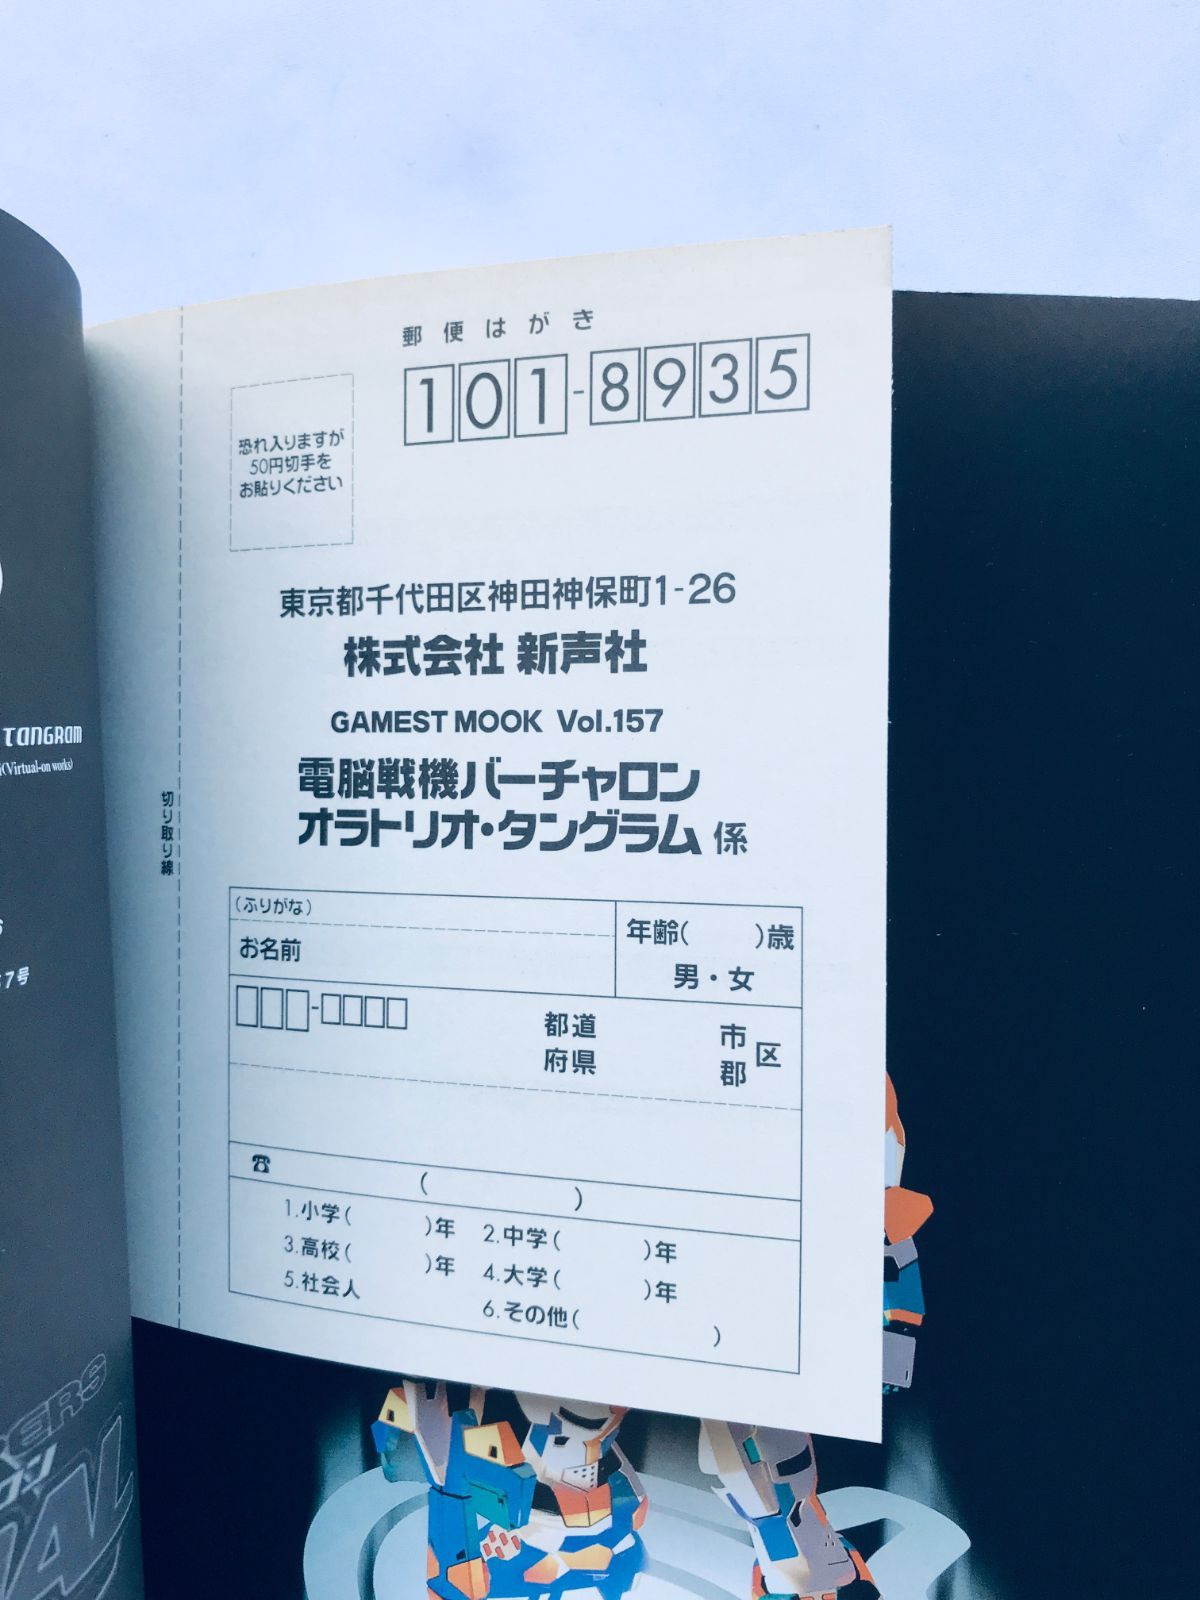 郵便はがき
101-8935
恐れ入りますが
50円切手を
お貼りください
東京都千代田区神田神保町1-26
株式会社 新声社
GAMEST MOOK Vol.157
電脳戦機バーチャロン
オラトリオ・タングラム 係
切り取り線
(ふりがな)
お名前
年齢( )歳
男・女
都道
府県
市
郡
区
☎ ( )
1.小学( )年 2.中学( )年
3.高校( )年 4.大学( )年
5.社会人 6.その他( )
TANGRAM
(Virtual-on works)
7号